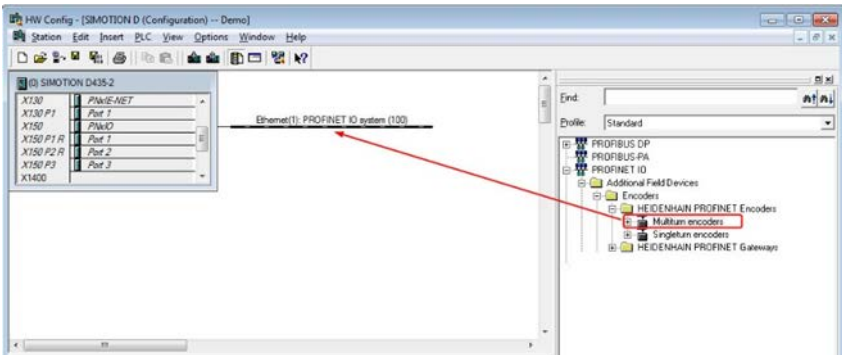 HW Config - [SIMOTION D (Configuration) -- Demo]
Station Edit Insert PLC View Options Window Help
(0) SIMOTION D435-2
X130 PNxIE-NET
X130 P1 Port 1
X150 PNxIO
X150 P1 R Port 1
X150 P2 R Port 2
X150 P3 Port 3
X1400
Ethernet(1): PROFINET IO system (100)
Find:
Profile: Standard
PROFIBUS DP
PROFIBUS-PA
PROFINET IO
Additional Field Devices
Encoders
HEIDENHAIN PROFINET Encoders
Multiturn encoders
Singleturn encoders
HEIDENHAIN PROFINET Gateways